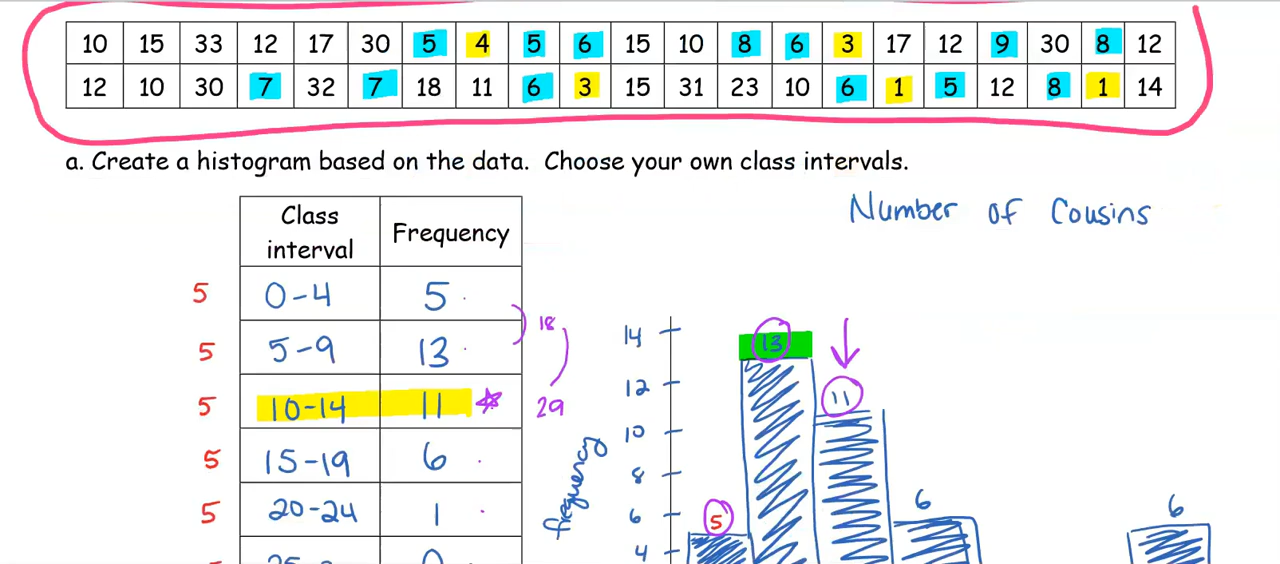 10 15 33 12 17 30 5 4 5 6 15 10 8 6 3 17 12 9 30 8 12
12 10 30 7 32 7 18 11 6 3 15 31 23 10 6 1 5 12 8 1 14
a. Create a histogram based on the data. Choose your own class intervals.
Number of Cousins
Class interval Frequency
5 0-4 5
18
5 5-9 13
5 10-14 11
29
5 15-19 6
5 20-24 1
0
frequency
14
12
10
8
6
4
5
13
11
6
6